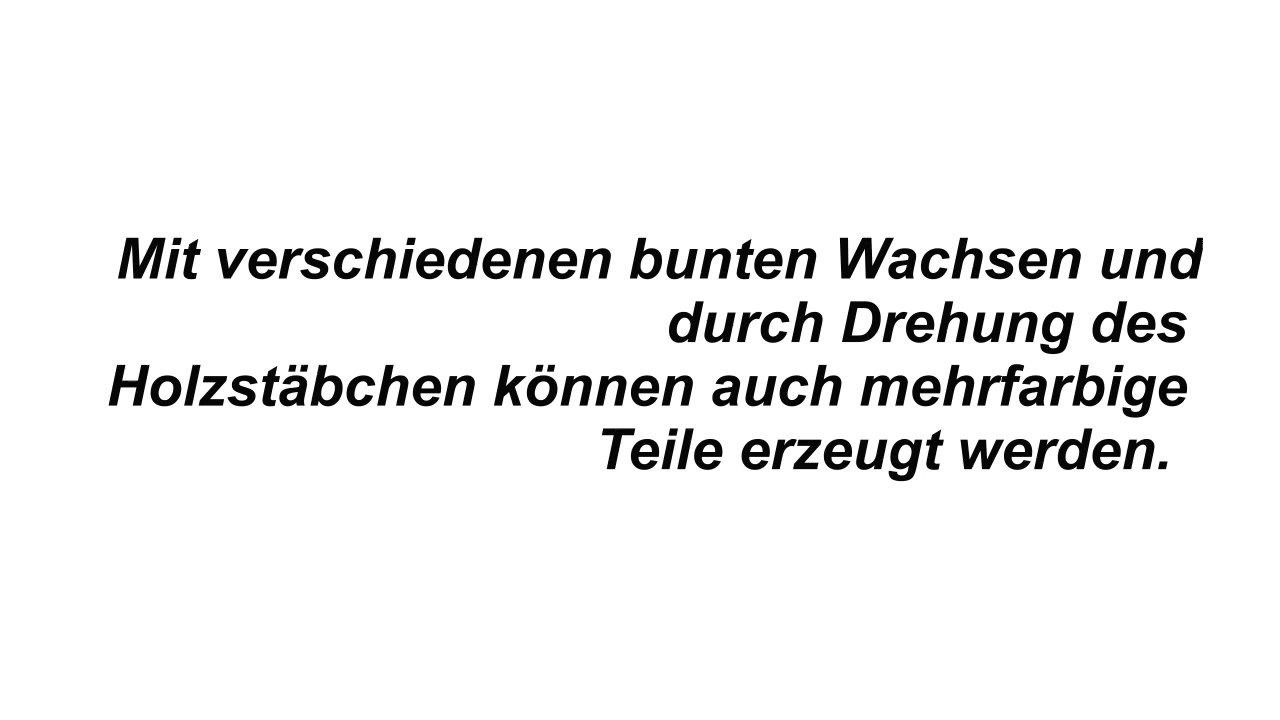 Mit verschiedenen bunten Wachsen und
durch Drehung des
Holzstäbchen können auch mehrfarbige
Teile erzeugt werden.